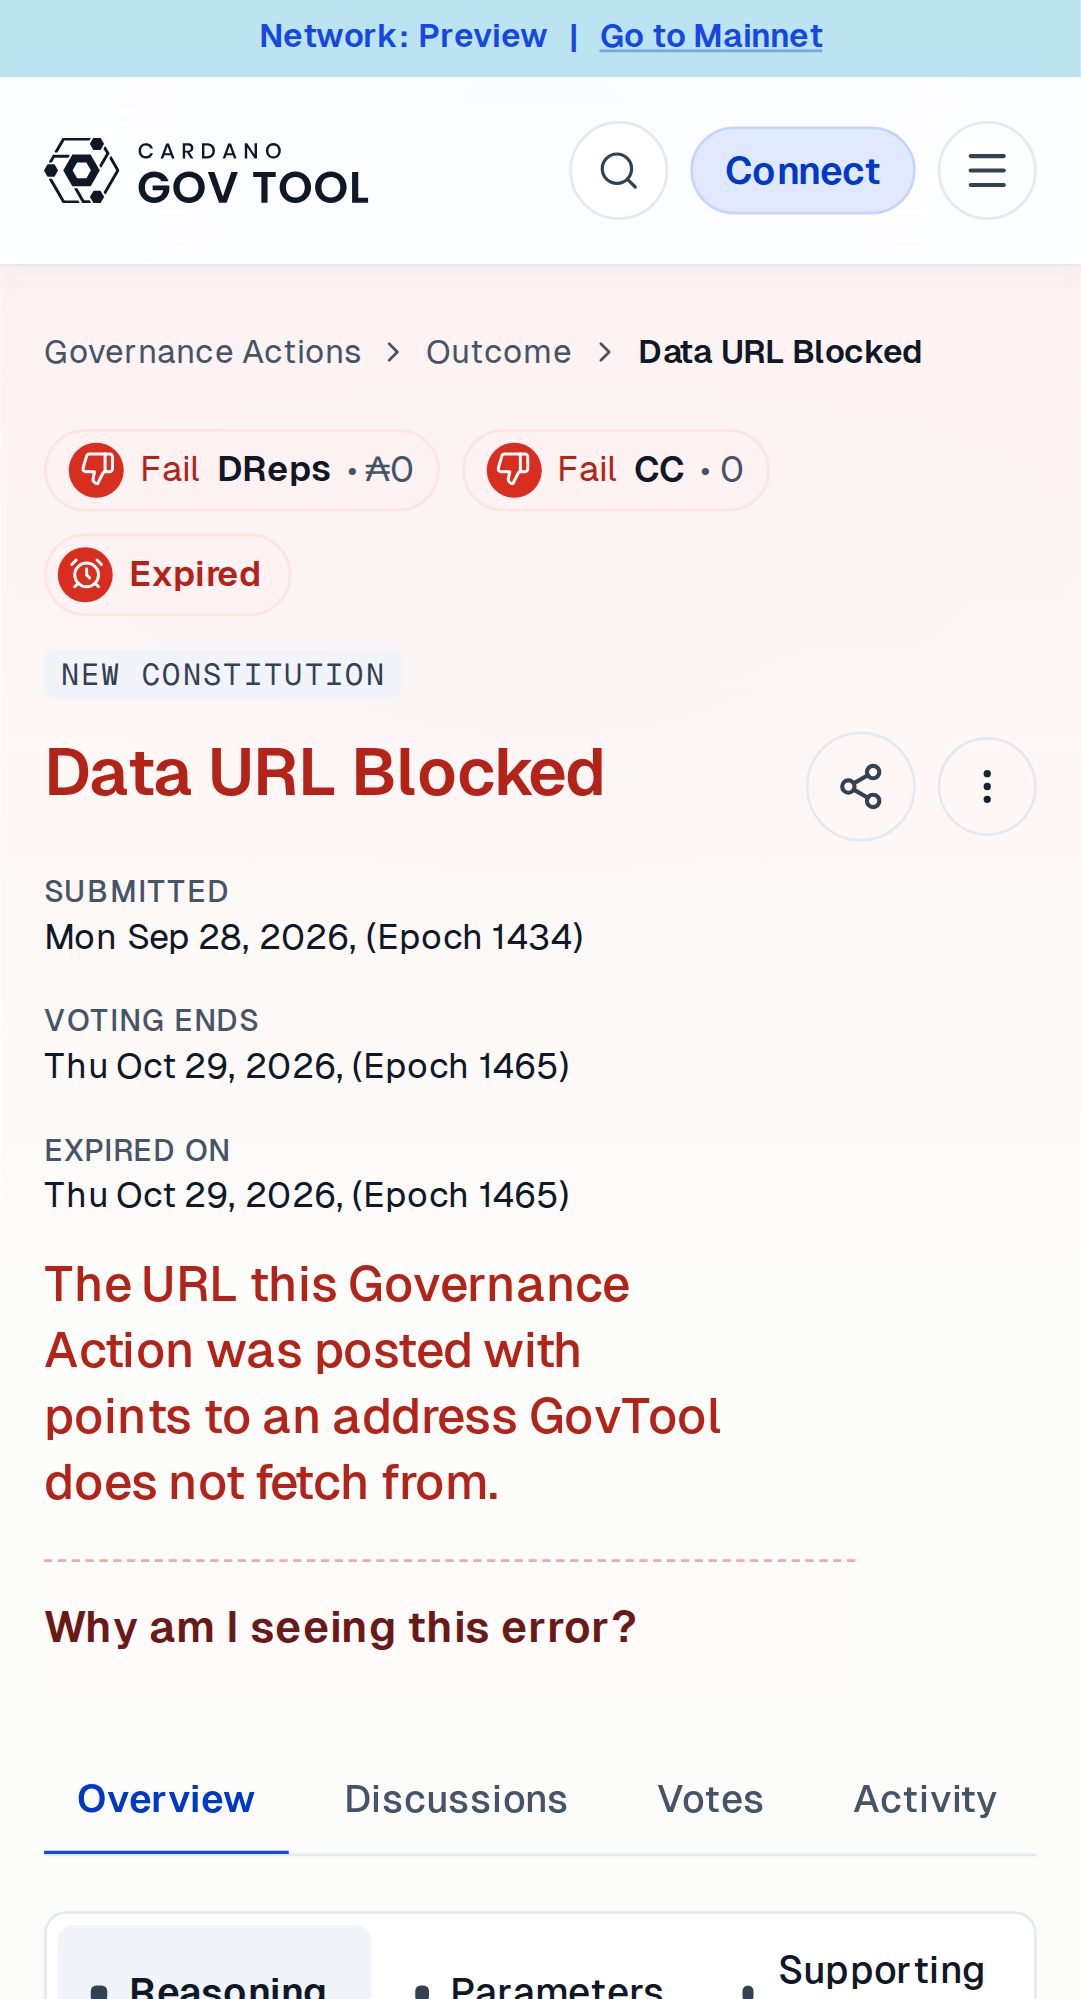 Network: Preview | Go to Mainnet
CARDANO
GOV TOOL
Connect
Governance Actions > Outcome > Data URL Blocked
Fail DReps • ₳0
Fail CC • 0
Expired
NEW CONSTITUTION
Data URL Blocked
SUBMITTED
Mon Sep 28, 2026, (Epoch 1434)
VOTING ENDS
Thu Oct 29, 2026, (Epoch 1465)
EXPIRED ON
Thu Oct 29, 2026, (Epoch 1465)
The URL this Governance
Action was posted with
points to an address GovTool
does not fetch from.
Why am I seeing this error?
Overview
Discussions
Votes
Activity
Reasoning
Parameters
Supporting